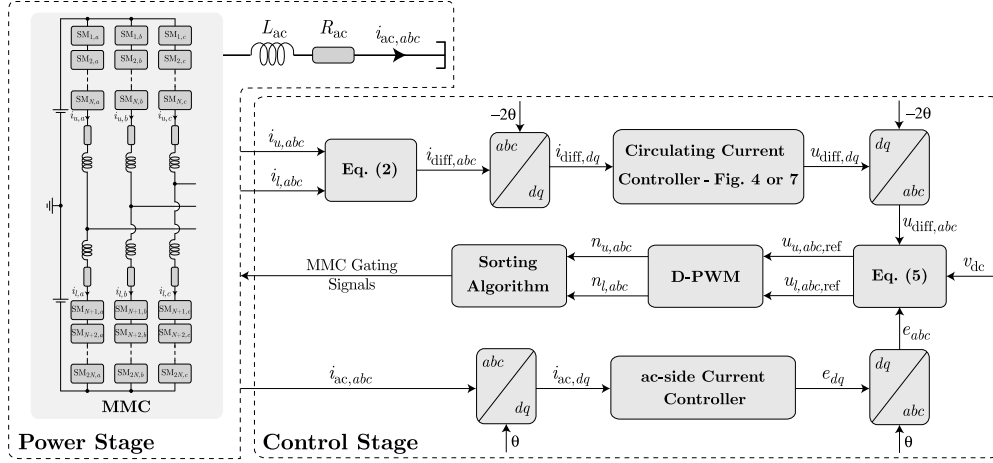 SM1,a SM1,b SM1,c
SM2,a SM2,b SM2,c
SMN,a SMN,b SMN,c
iu,a iu,b iu,c
il,a il,b il,c
SMN+1,a SMN+1,b SMN+1,c
SMN+2,a SMN+2,b SMN+2,c
SM2N,a SM2N,b SM2N,c
MMC
Power Stage
Lac Rac iac,abc
iu,abc
il,abc
Eq. (2)
idiff,abc
-2θ
abc
dq
idiff,dq
Circulating Current
Controller - Fig. 4 or 7
udiff,dq
-2θ
dq
abc
udiff,abc
MMC Gating
Signals
Sorting
Algorithm
nu,abc
nl,abc
D-PWM
uu,abc,ref
ul,abc,ref
Eq. (5)
vdc
eabc
iac,abc
abc
dq
θ
iac,dq
ac-side Current
Controller
edq
dq
abc
θ
Control Stage